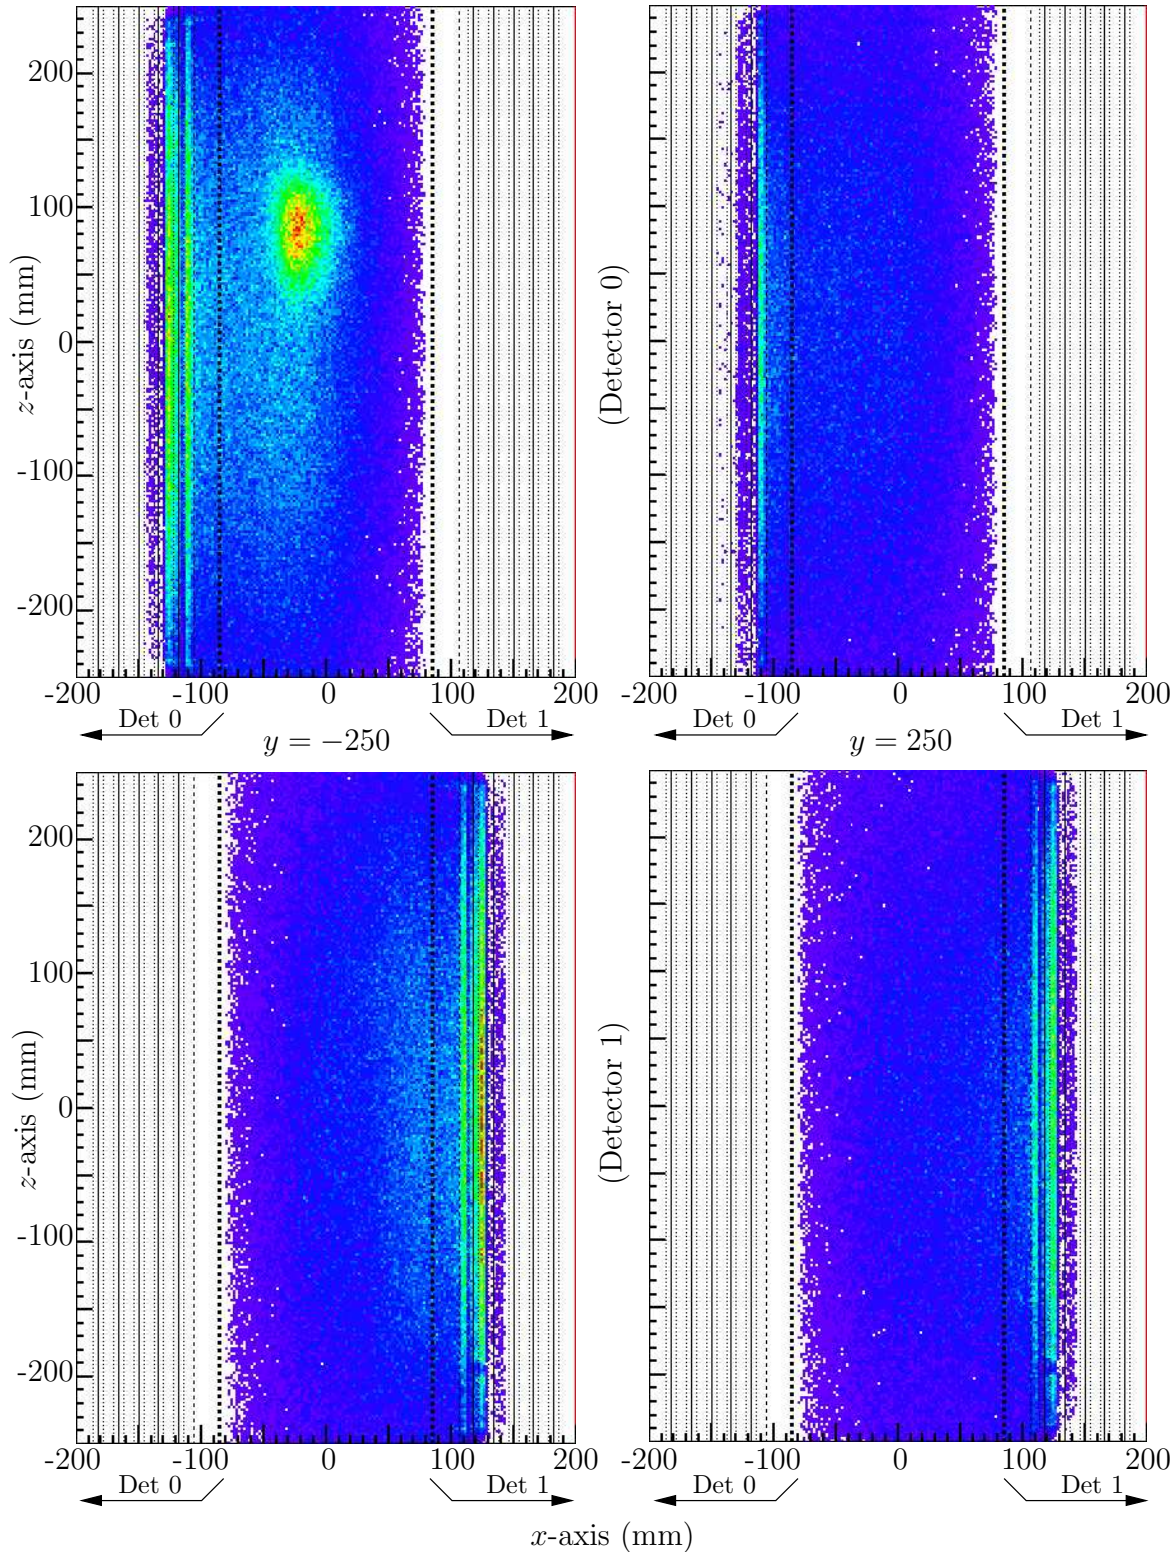 200
100
0
-100
-200
z-axis (mm)
(Detector 0)
-200 -100 0 100 200
-200 -100 0 100 200
Det 0 Det 1
Det 0 Det 1
y = −250
y = 250
200
100
0
-100
-200
z-axis (mm)
(Detector 1)
-200 -100 0 100 200
-200 -100 0 100 200
Det 0 Det 1
Det 0 Det 1
x-axis (mm)